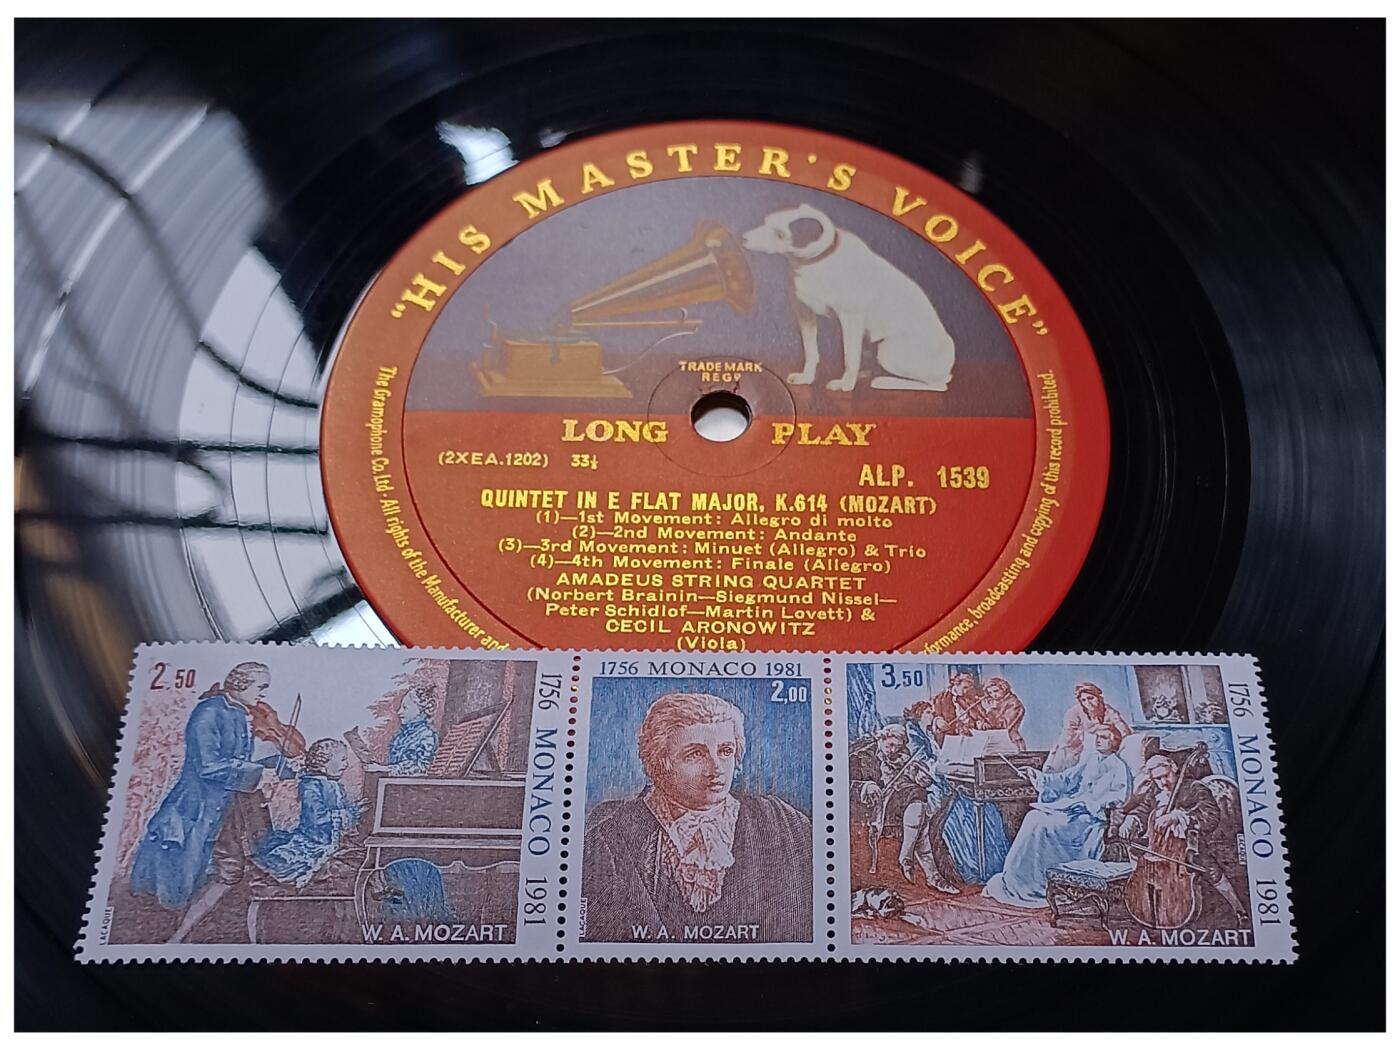 "HIS MASTER'S VOICE"
TRADE MARK
REGD
LONG PLAY
(2XEA.1202) 33⅓
ALP. 1539
QUINTET IN E FLAT MAJOR, K.614 (MOZART)
(1)—1st Movement: Allegro di molto
(2)—2nd Movement: Andante
(3)—3rd Movement: Minuet (Allegro) & Trio
(4)—4th Movement: Finale (Allegro)
AMADEUS STRING QUARTET
(Norbert Brainin—Siegmund Nissel—
Peter Schidlof—Martin Lovett) &
CECIL ARONOWITZ
(Viola)
The Gramophone Co. Ltd · All rights of the Manufacturer and
formance, broadcasting and copying of this record prohibited.
2,50
1756 MONACO 1981
LACAQUE
W. A. MOZART
1756 MONACO 1981
2,00
LACAQUE
W. A. MOZART
3,50
1756 MONACO 1981
LACAQUE
W. A. MOZART